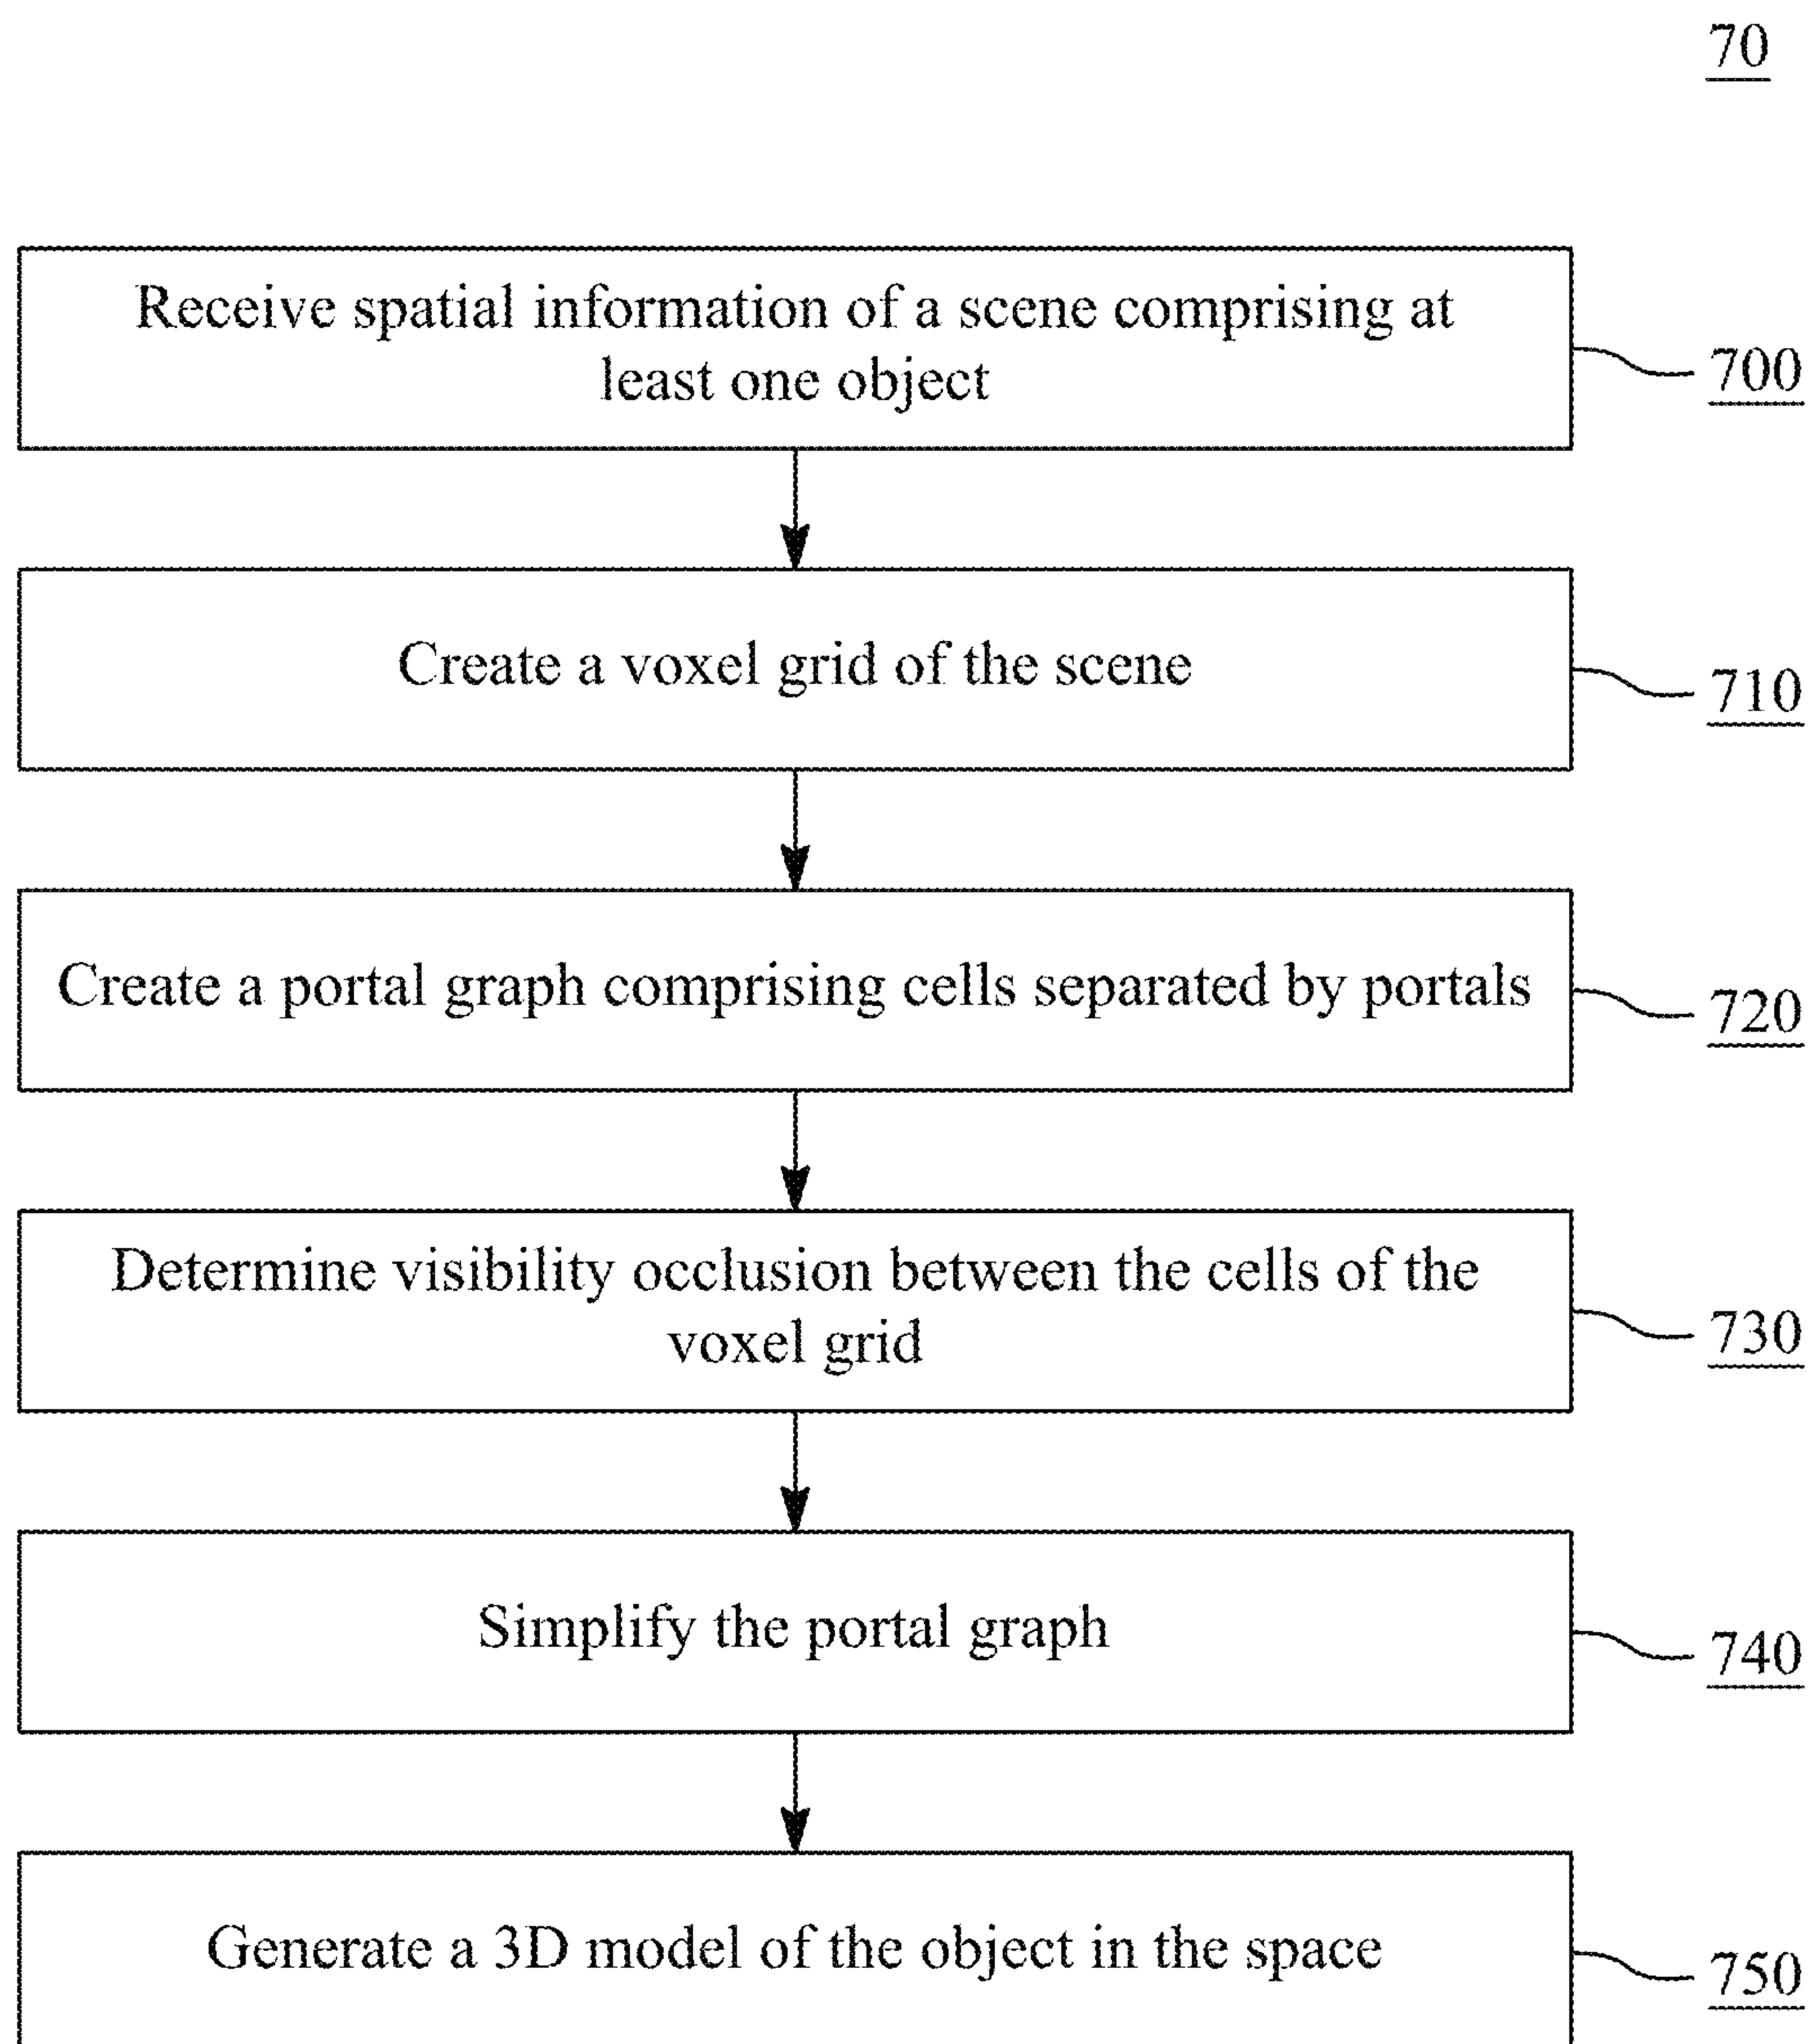 70
Receive spatial information of a scene comprising at
least one object
700
Create a voxel grid of the scene
710
Create a portal graph comprising cells separated by portals
720
Determine visibility occlusion between the cells of the
voxel grid
730
Simplify the portal graph
740
Generate a 3D model of the object in the space
750